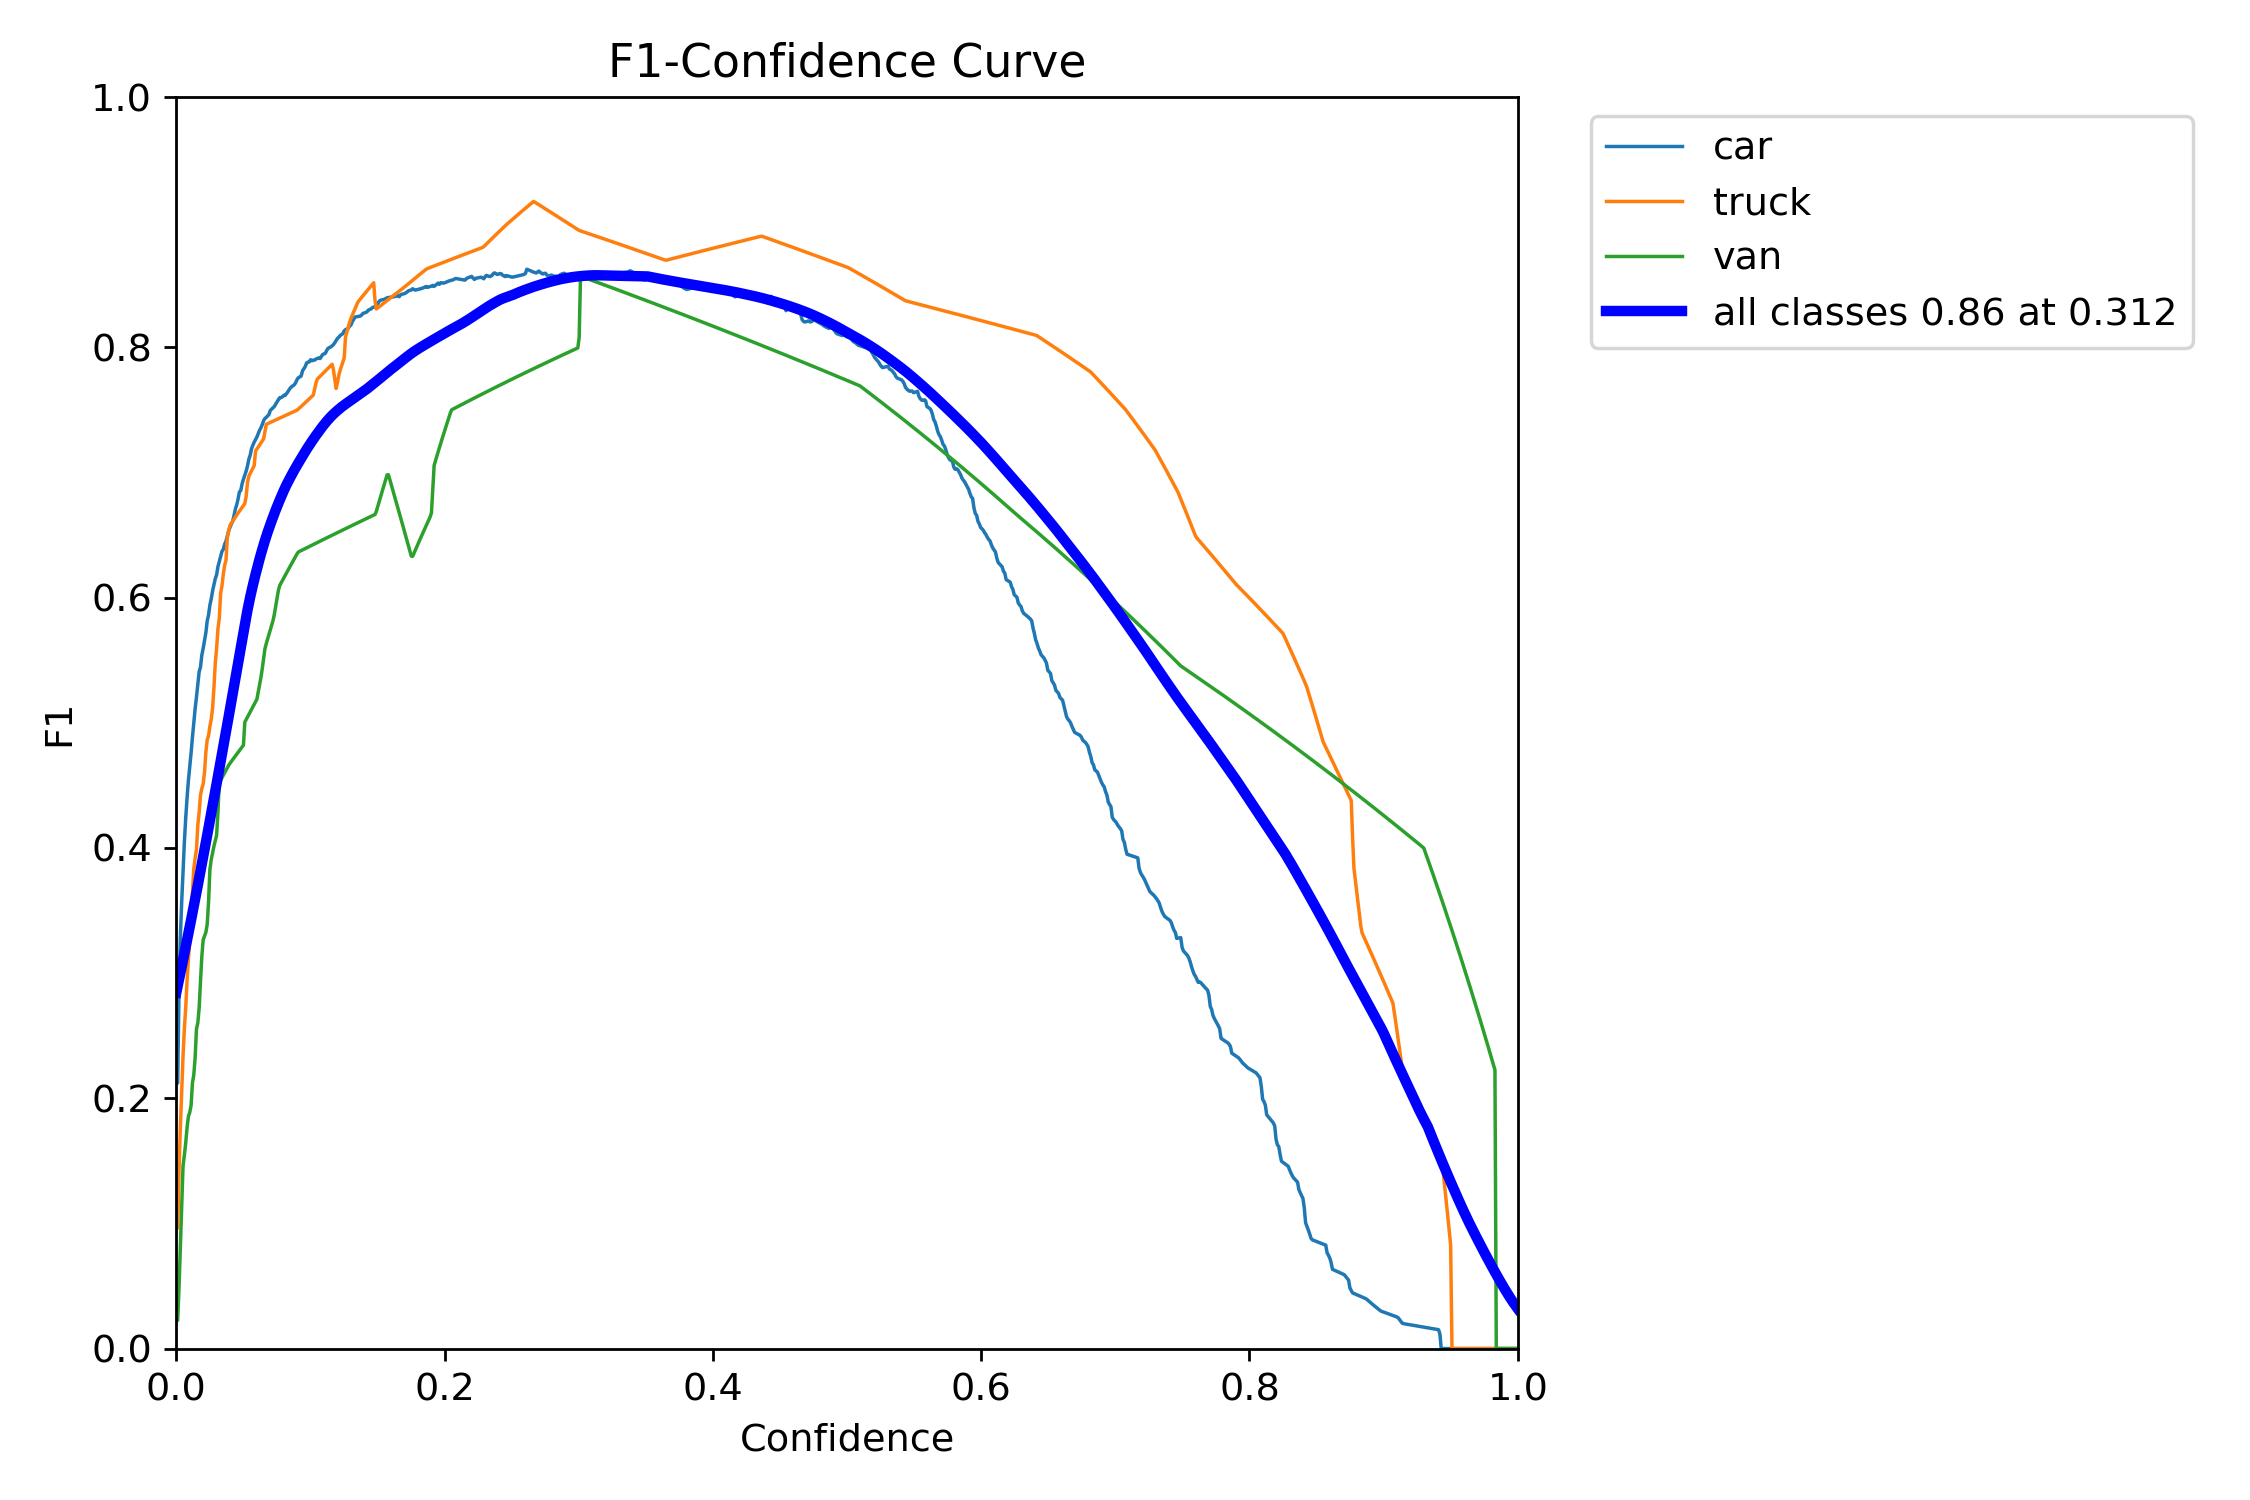 F1-Confidence Curve
1.0
0.8
0.6
0.4
0.2
0.0
F1
0.0 0.2 0.4 0.6 0.8 1.0
Confidence
car
truck
van
all classes 0.86 at 0.312